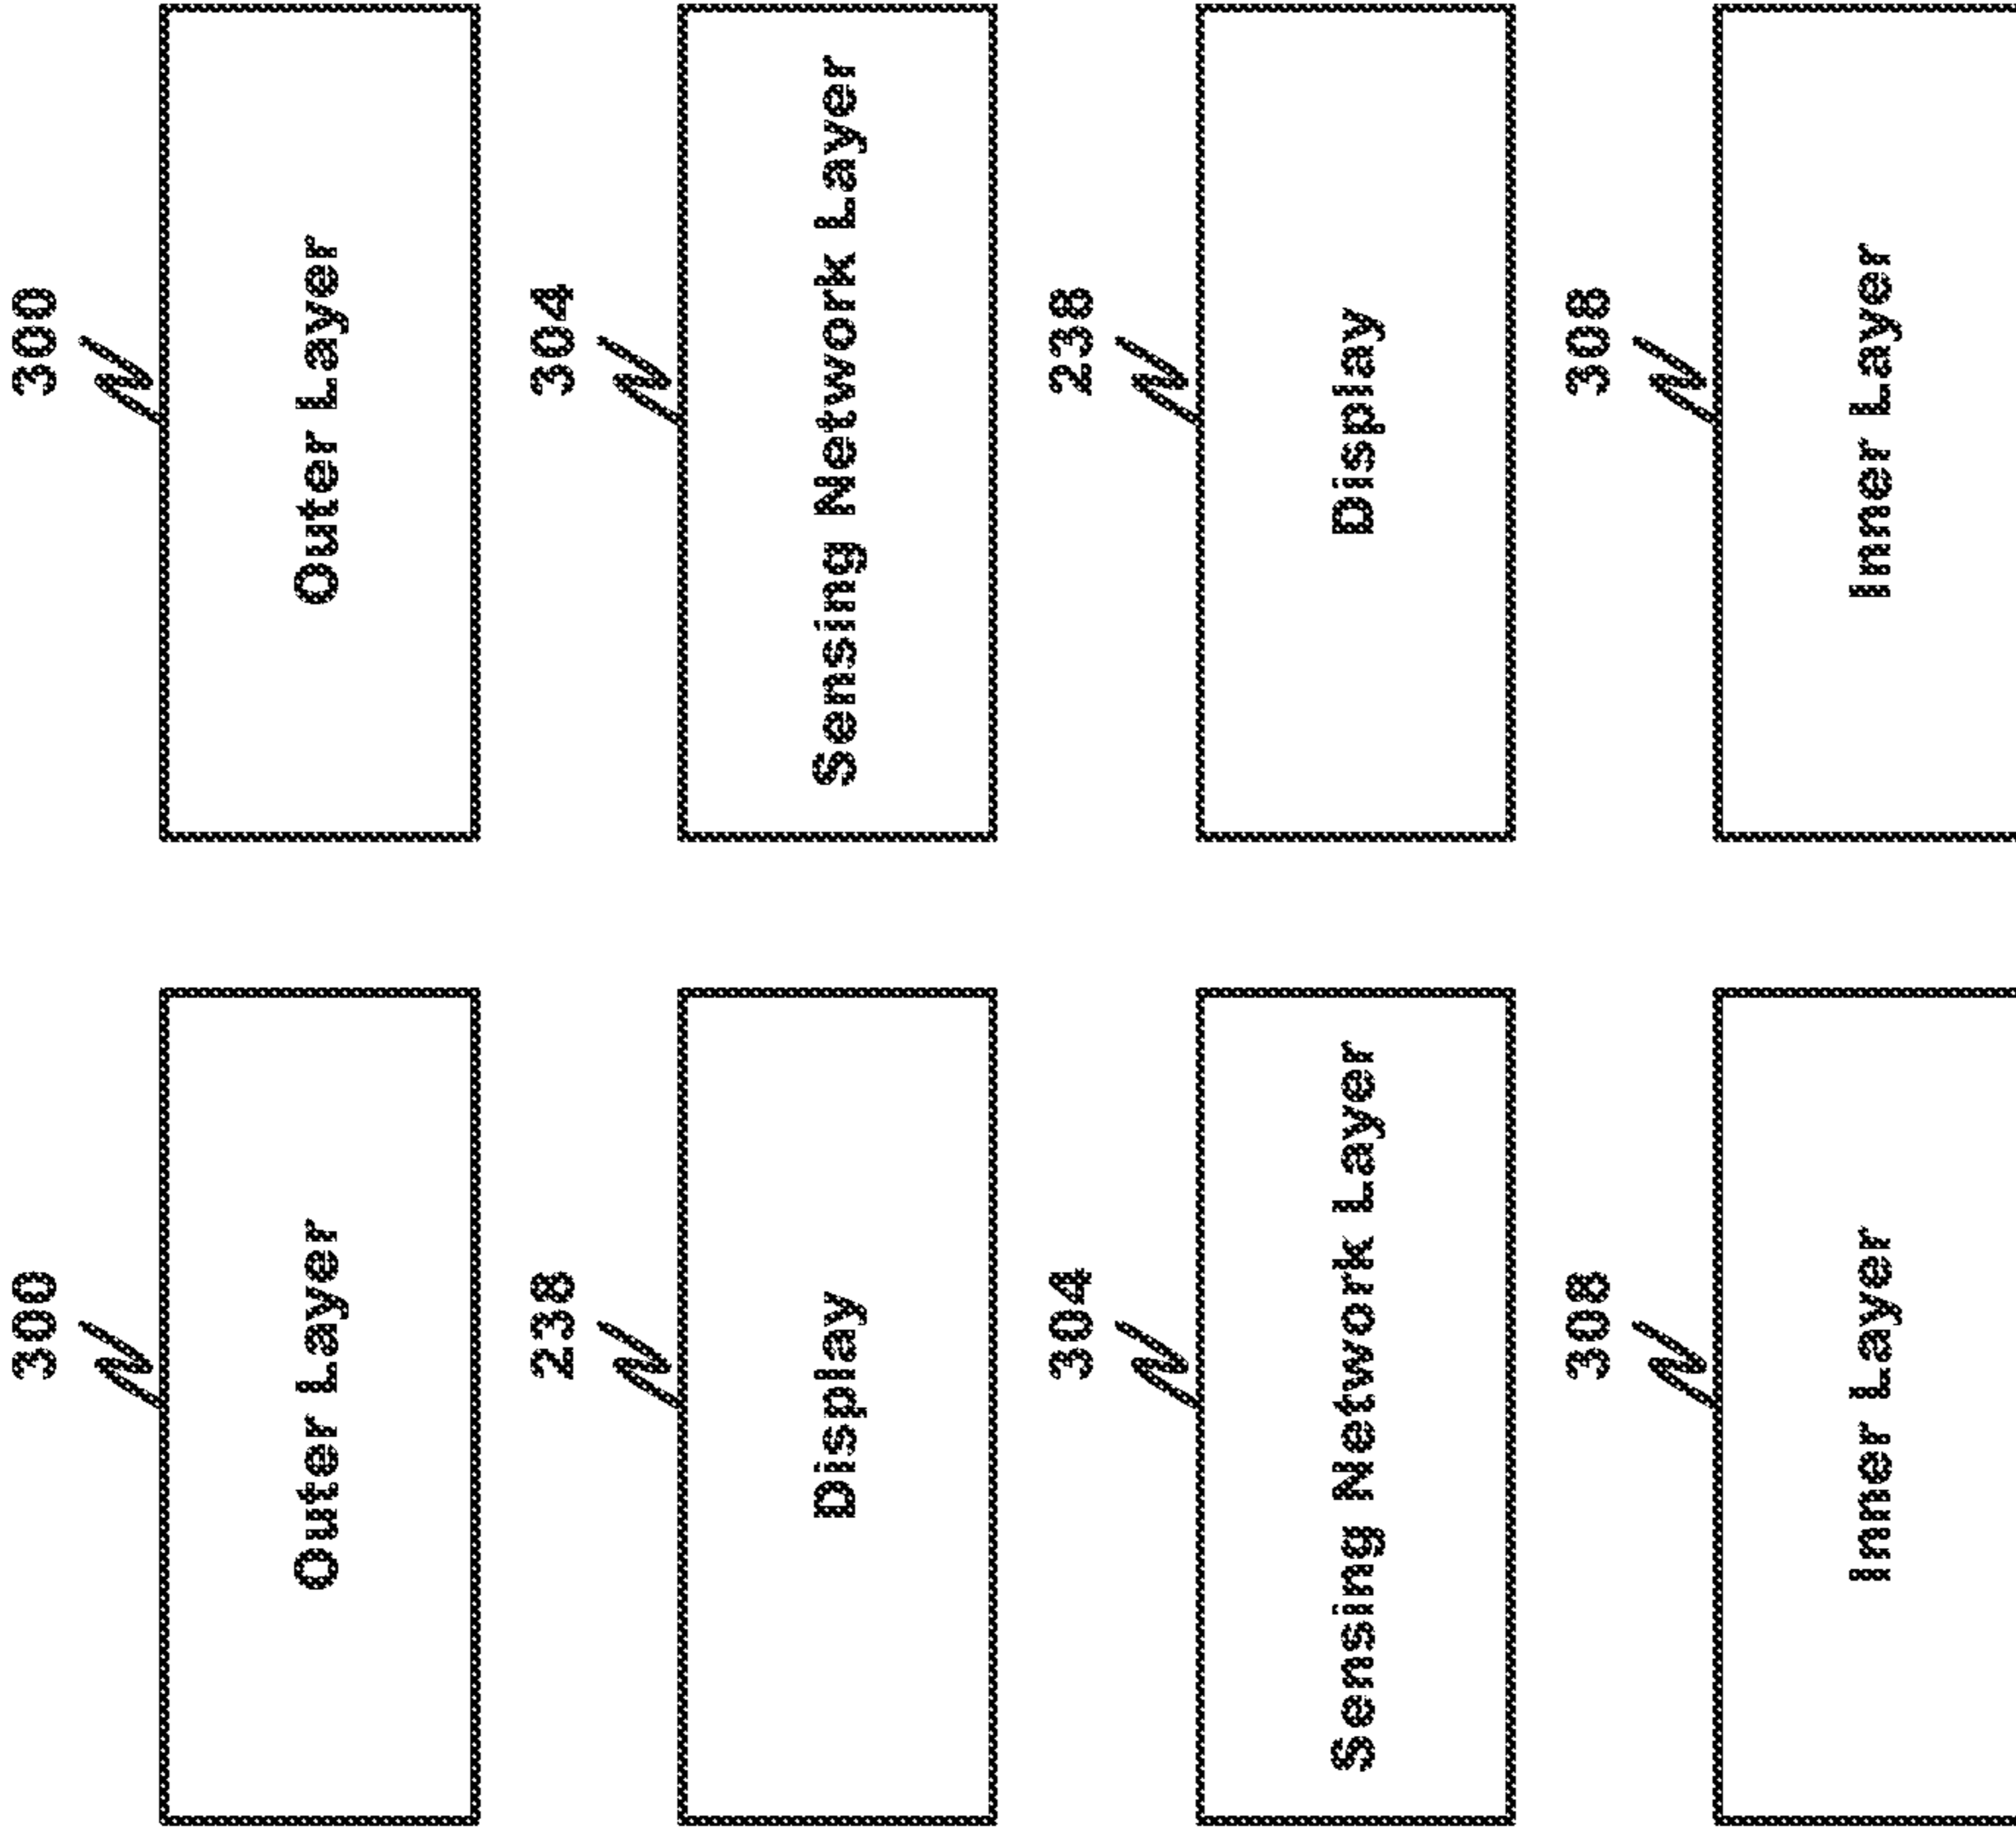 300
Outer Layer
238
Display
304
Sensing Network Layer
308
Inner Layer
300
Outer Layer
304
Sensing Network Layer
238
Display
308
Inner Layer